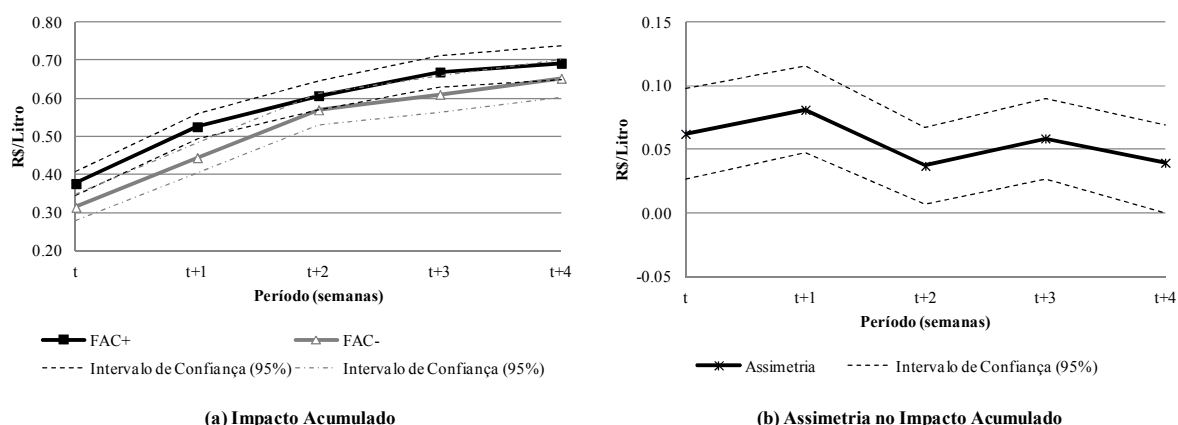 0.80
0.70
0.60
0.50
0.40
0.30
0.20
R$/Litro
t t+1 t+2 t+3 t+4
Período (semanas)
FAC+ FAC-
Intervalo de Confiança (95%) Intervalo de Confiança (95%)
(a) Impacto Acumulado
0.15
0.10
0.05
0.00
-0.05
R$/Litro
t t+1 t+2 t+3 t+4
Período (semanas)
Assimetria Intervalo de Confiança (95%)
(b) Assimetria no Impacto Acumulado